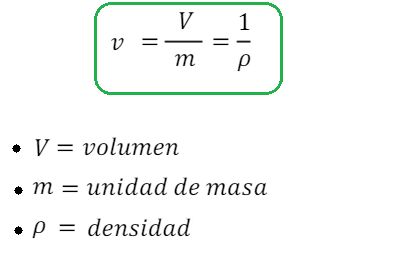 v = V/m = 1/ρ
• V = volumen
• m = unidad de masa
• ρ = densidad